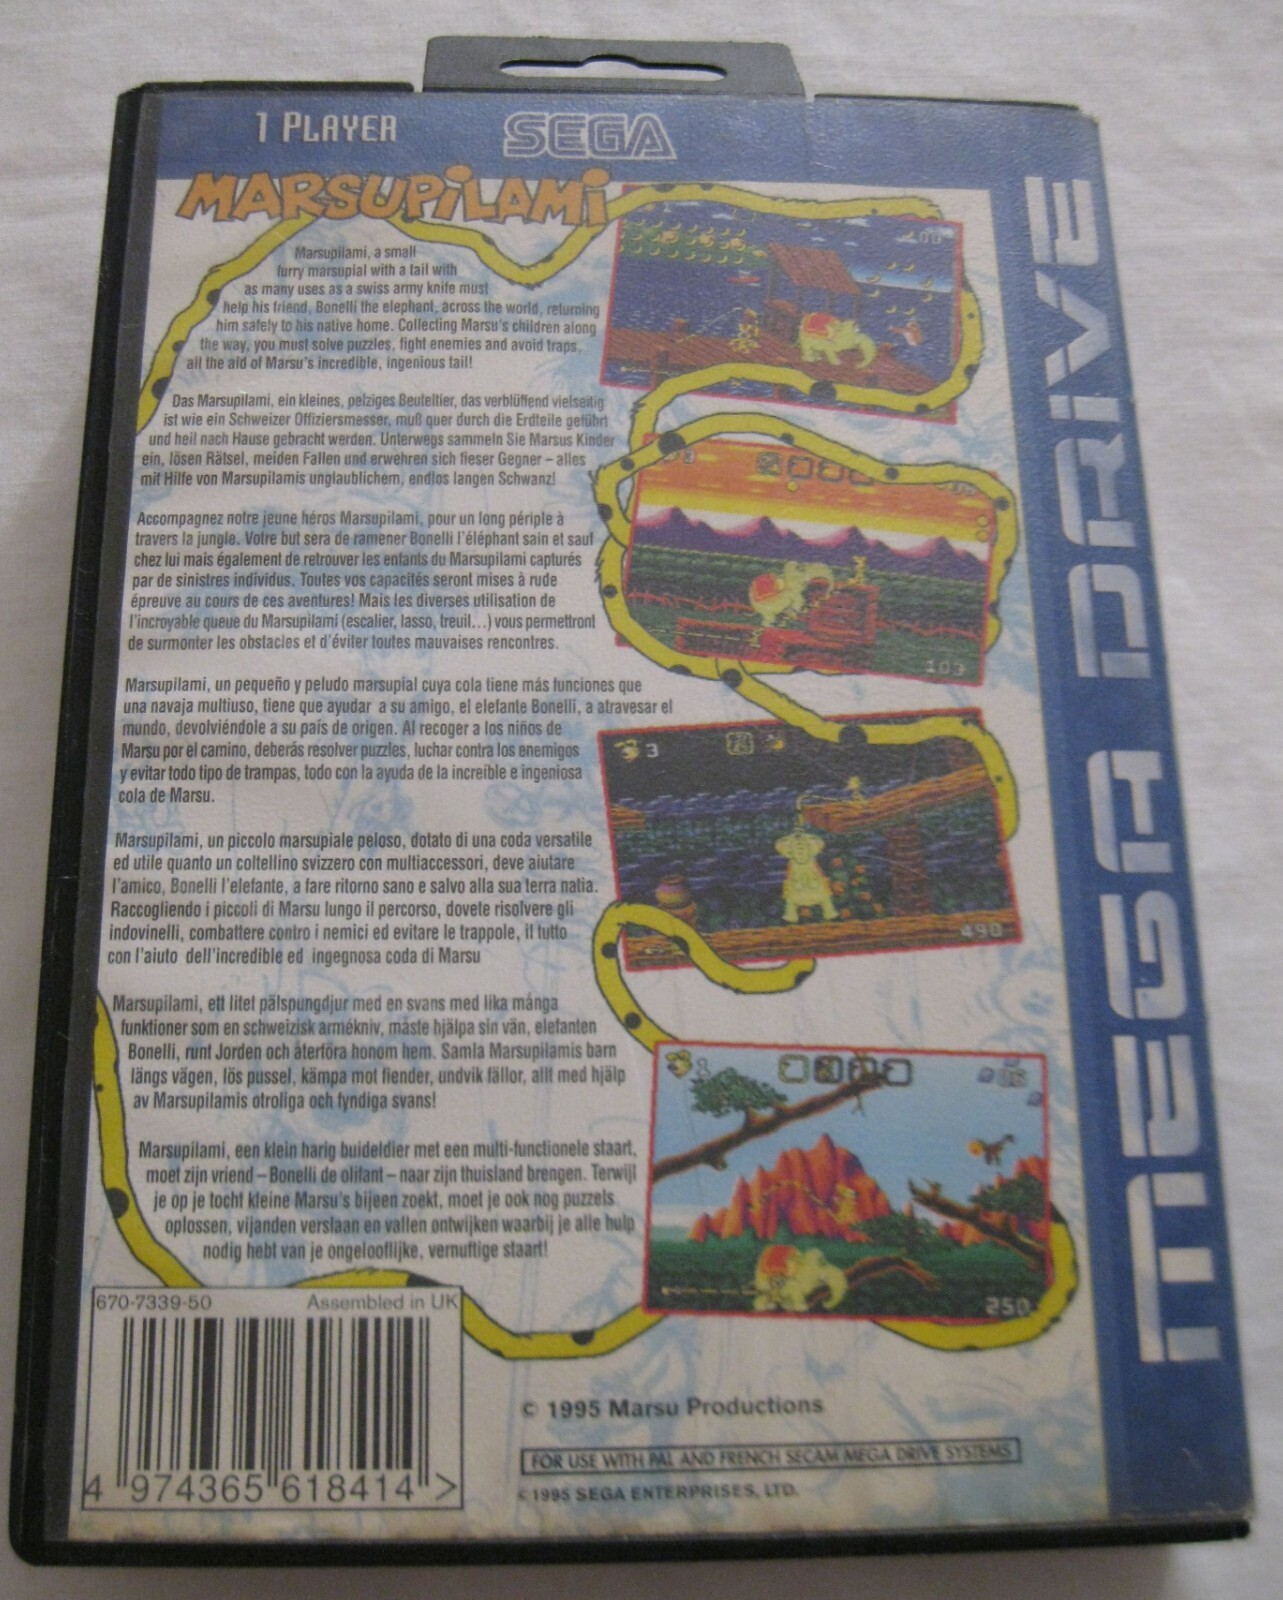 1 PLAYER
SEGA
MARSUPiLAMi
Marsupilami, a small
furry marsupial with a tail with
as many uses as a swiss army knife must
help his friend, Bonelli the elephant, across the world, returning
him safely to his native home. Collecting Marsu's children along
the way, you must solve puzzles, fight enemies and avoid traps,
all the aid of Marsu's incredible, ingenious tail!
Das Marsupilami, ein kleines, pelziges Beuteltier, das verblüffend vielseitig
ist wie ein Schweizer Offiziersmesser, muß quer durch die Erdteile geführt
und heil nach Hause gebracht werden. Unterwegs sammeln Sie Marsus Kinder
ein, lösen Rätsel, meiden Fallen und erwehren sich fieser Gegner – alles
mit Hilfe von Marsupilamis unglaublichem, endlos langen Schwanz!
Accompagnez notre jeune héros Marsupilami, pour un long périple à
travers la jungle. Votre but sera de ramener Bonelli l'éléphant sain et sauf
chez lui mais également de retrouver les enfants du Marsupilami capturés
par de sinistres individus. Toutes vos capacités seront mises à rude
épreuve au cours de ces aventures! Mais les diverses utilisation de
l'incroyable queue du Marsupilami (escalier, lasso, treuil...) vous permettront
de surmonter les obstacles et d'éviter toutes mauvaises rencontres.
Marsupilami, un pequeño y peludo marsupial cuya cola tiene más funciones que
una navaja multiuso, tiene que ayudar a su amigo, el elefante Bonelli, a atravesar el
mundo, devolviéndole a su país de origen. Al recoger a los niños de
Marsu por el camino, deberás resolver puzzles, luchar contra los enemigos
y evitar todo tipo de trampas, todo con la ayuda de la increíble e ingeniosa
cola de Marsu.
Marsupilami, un piccolo marsupiale peloso, dotato di una coda versatile
ed utile quanto un coltellino svizzero con multiaccessori, deve aiutare
l'amico, Bonelli l'elefante, a fare ritorno sano e salvo alla sua terra natia.
Raccogliendo i piccoli di Marsu lungo il percorso, dovete risolvere gli
indovinelli, combattere contro i nemici ed evitare le trappole, il tutto
con l'aiuto dell'incredible ed ingegnosa coda di Marsu
Marsupilami, ett litet pälspungdjur med en svans med lika många
funktioner som en schweizisk armékniv, måste hjälpa sin vän, elefanten
Bonelli, runt Jorden och återföra honom hem. Samla Marsupilamis barn
längs vägen, lös pussel, kämpa mot fiender, undvik fällor, allt med hjälp
av Marsupilamis otroliga och fyndiga svans!
Marsupilami, een klein harig buideldier met een multi-functionele staart,
moet zijn vriend – Bonelli de olifant – naar zijn thuisland brengen. Terwijl
je op je tocht kleine Marsu's bijeen zoekt, moet je ook nog puzzels
oplossen, vijanden verslaan en vallen ontwijken waarbij je alle hulp
nodig hebt van je ongelooflijke, vernuftige staart!
103
3
490
1
250
670-7339-50 Assembled in UK
4 974365 618414 >
© 1995 Marsu Productions
FOR USE WITH PAL AND FRENCH SECAM MEGA DRIVE SYSTEMS.
© 1995 SEGA ENTERPRISES, LTD.
MEGA DRiVE